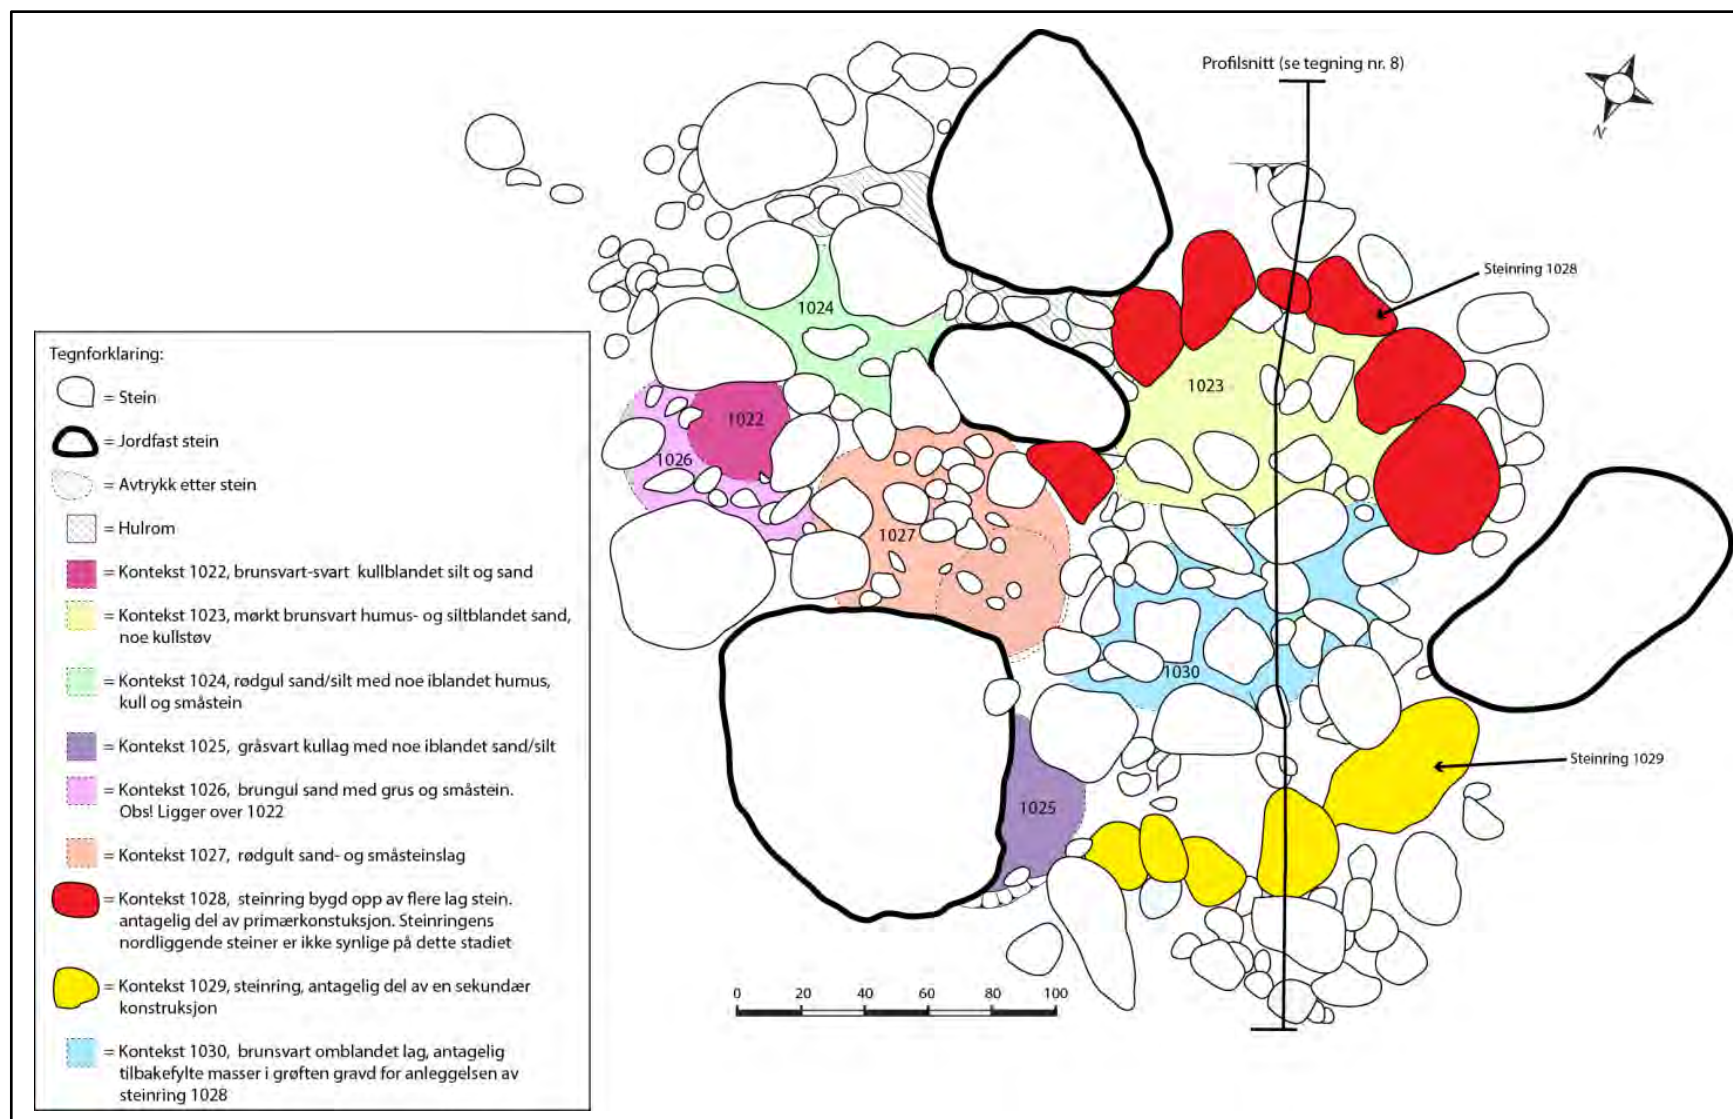 Profilsnitt (se tegning nr. 8)
N
Steinring 1028
1024
1023
1022
1026
1027
1030
Steinring 1029
1025
0 20 40 60 80 100
Tegnforklaring:
= Stein
= Jordfast stein
= Avtrykk etter stein
= Hulrom
= Kontekst 1022, brunsvart-svart kullblandet silt og sand
= Kontekst 1023, mørkt brunsvart humus- og siltblandet sand,
noe kullstøv
= Kontekst 1024, rødgul sand/silt med noe iblandet humus,
kull og småstein
= Kontekst 1025, gråsvart kullag med noe iblandet sand/silt
= Kontekst 1026, brungul sand med grus og småstein.
Obs! Ligger over 1022
= Kontekst 1027, rødgult sand- og småsteinslag
= Kontekst 1028, steinring bygd opp av flere lag stein.
antagelig del av primærkonstuksjon. Steinringens
nordliggende steiner er ikke synlige på dette stadiet
= Kontekst 1029, steinring, antagelig del av en sekundær
konstruksjon
= Kontekst 1030, brunsvart omblandet lag, antagelig
tilbakefylte masser i grøften gravd for anleggelsen av
steinring 1028